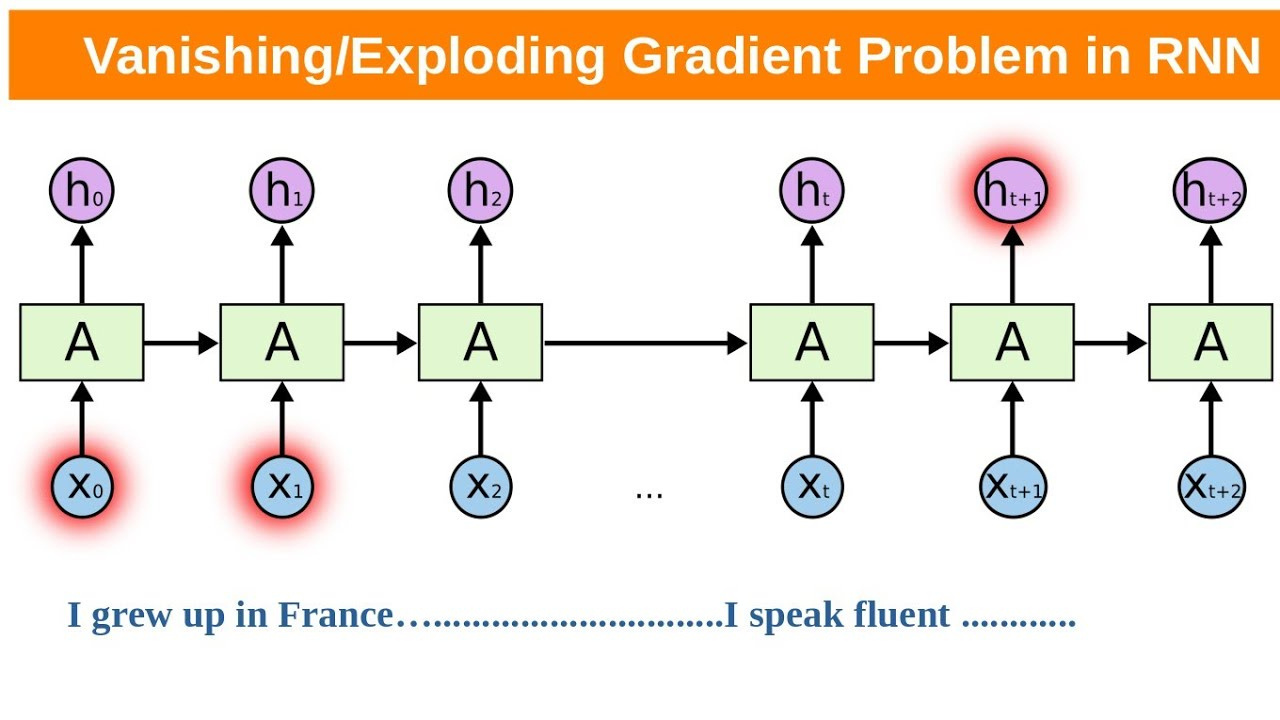 Vanishing/Exploding Gradient Problem in RNN
h0 h1 h2 ht ht+1 ht+2
A A A A A A
x0 x1 x2 ... xt xt+1 xt+2
I grew up in France…...............................I speak fluent ............